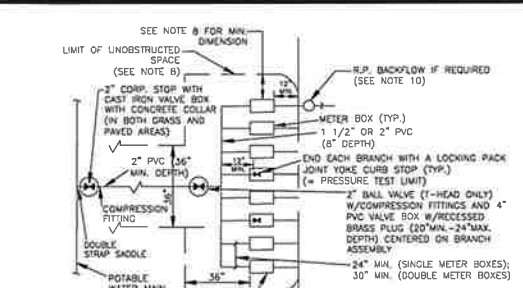 SEE NOTE 8 FOR MIN.
DIMENSION
LIMIT OF UNOBSTRUCTED
SPACE
(SEE NOTE 8)
12"
MIN.
R.P. BACKFLOW IF REQUIRED
(SEE NOTE 10)
2" CORP. STOP WITH
CAST IRON VALVE BOX
WITH CONCRETE COLLAR
(IN BOTH GRASS AND
PAVED AREAS)
METER BOX (TYP.)
1 1/2" OR 2" PVC
(8" DEPTH)
END EACH BRANCH WITH A LOCKING PACK
JOINT YOKE CURB STOP (TYP.)
(= PRESSURE TEST LIMIT)
12"
MIN.
2" PVC
MIN. DEPTH)
36"
36"
2" BALL VALVE (T-HEAD ONLY)
W/COMPRESSION FITTINGS AND 4"
PVC VALVE BOX W/RECESSED
BRASS PLUG (20"MIN.-24"MAX.
DEPTH) CENTERED ON BRANCH
ASSEMBLY
COMPRESSION
FITTING
DOUBLE
STRAP SADDLE
24" MIN. (SINGLE METER BOXES);
30" MIN. (DOUBLE METER BOXES)
POTABLE
WATER MAIN
36"